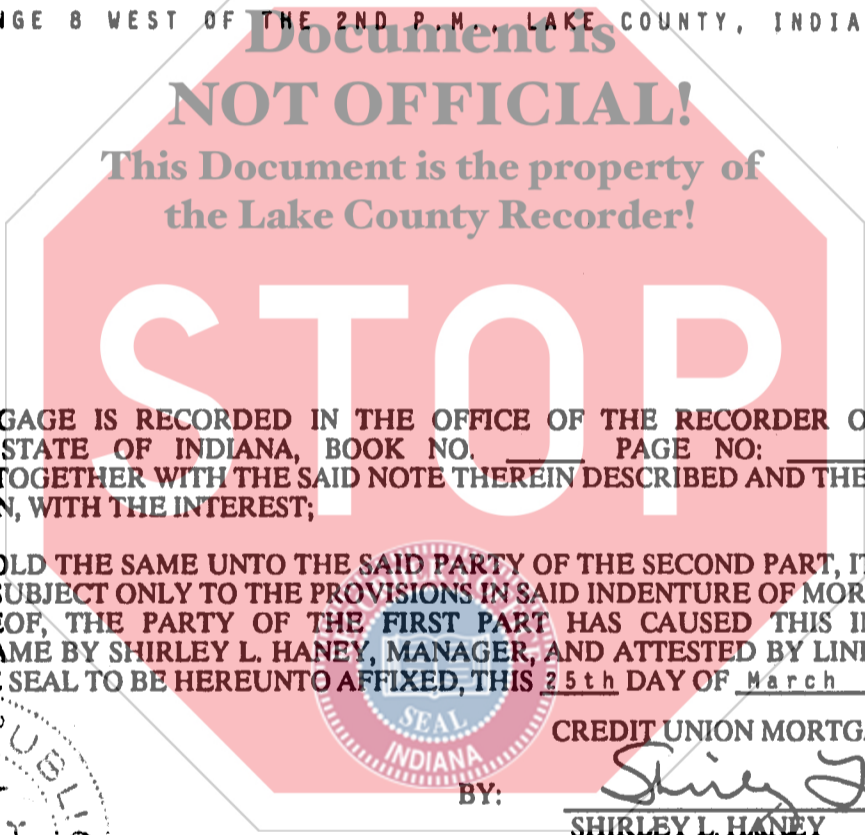 NGE 8 WEST OF THE 2ND P.M., LAKE COUNTY, INDIA
Document is
NOT OFFICIAL!
This Document is the property of
the Lake County Recorder!
STOP
GAGE IS RECORDED IN THE OFFICE OF THE RECORDER O
STATE OF INDIANA, BOOK NO. ____ PAGE NO: ____
TOGETHER WITH THE SAID NOTE THEREIN DESCRIBED AND THE
N, WITH THE INTEREST;
OLD THE SAME UNTO THE SAID PARTY OF THE SECOND PART, IT
SUBJECT ONLY TO THE PROVISIONS IN SAID INDENTURE OF MOR
EOF, THE PARTY OF THE FIRST PART HAS CAUSED THIS I
AME BY SHIRLEY L. HANEY, MANAGER, AND ATTESTED BY LIN
SEAL TO BE HEREUNTO AFFIXED, THIS 25th DAY OF March
SEAL
INDIANA
CREDIT UNION MORTG
PUBLI
BY: Shirley
SHIRLEY L. HANEY